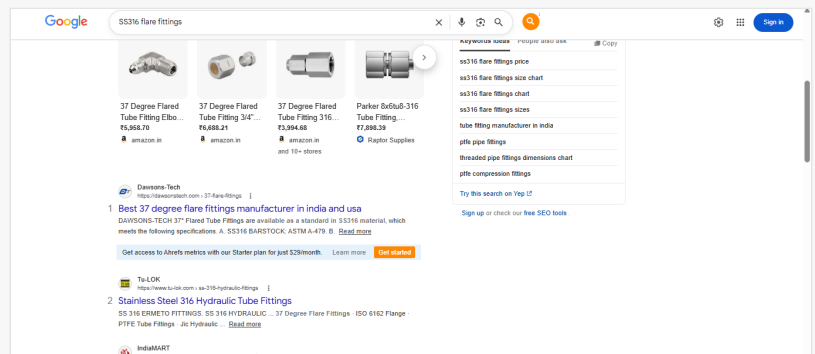 Google
SS316 flare fittings
Sign in
Keywords ideas People also ask Copy
ss316 flare fittings price
ss316 flare fittings size chart
ss316 flare fittings chart
ss316 flare fittings sizes
tube fitting manufacturer in india
ptfe pipe fittings
threaded pipe fittings dimensions chart
ptfe compression fittings
Try this search on Yep
Sign up or check our free SEO tools
37 Degree Flared
Tube Fitting Elbo...
₹5,958.70
amazon.in
37 Degree Flared
Tube Fitting 3/4"...
₹6,688.21
amazon.in
37 Degree Flared
Tube Fitting 316...
₹3,994.68
amazon.in
and 10+ stores
Parker 8x6tu8-316
Tube Fitting,...
₹7,898.39
Raptor Supplies
Dawsons-Tech
https://dawsonstech.com › 37-flare-fittings
1 Best 37 degree flare fittings manufacturer in india and usa
DAWSONS-TECH 37° Flared Tube Fittings are available as a standard in SS316 material, which
meets the following specifications. A. SS316 BARSTOCK: ASTM A-479. B. Read more
Get access to Ahrefs metrics with our Starter plan for just $29/month. Learn more Get started
Tu-LOK
https://www.tu-lok.com › ss-316-hydraulic-fittings
2 Stainless Steel 316 Hydraulic Tube Fittings
SS 316 ERMETO FITTINGS. SS 316 HYDRAULIC ... 37 Degree Flare Fittings · ISO 6162 Flange ·
PTFE Tube Fittings · Jic Hydraulic ... Read more
IndiaMART